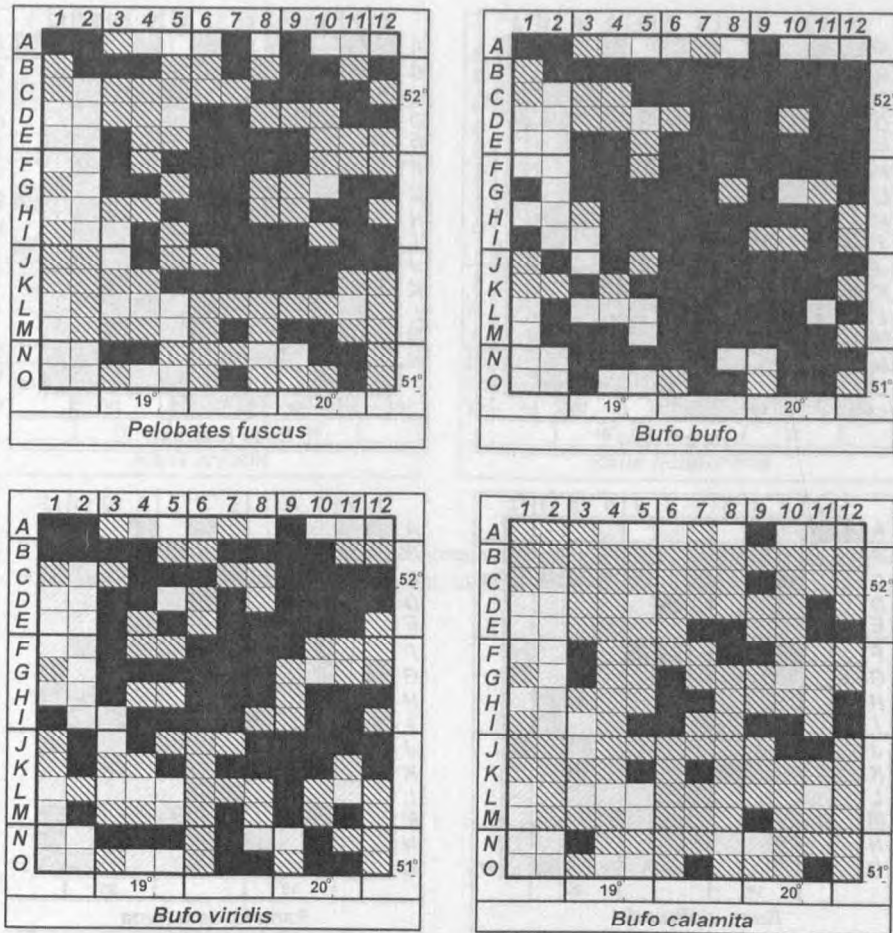 1 2 3 4 5 6 7 8 9 10 11 12
A
B
C
D
E
F
G
H
I
J
K
L
M
N
O
52°
51°
19° 20°
Pelobates fuscus
1 2 3 4 5 6 7 8 9 10 11 12
A
B
C
D
E
F
G
H
I
J
K
L
M
N
O
52°
51°
19° 20°
Bufo bufo
1 2 3 4 5 6 7 8 9 10 11 12
A
B
C
D
E
F
G
H
I
J
K
L
M
N
O
52°
51°
19° 20°
Bufo viridis
1 2 3 4 5 6 7 8 9 10 11 12
A
B
C
D
E
F
G
H
I
J
K
L
M
N
O
52°
51°
19° 20°
Bufo calamita